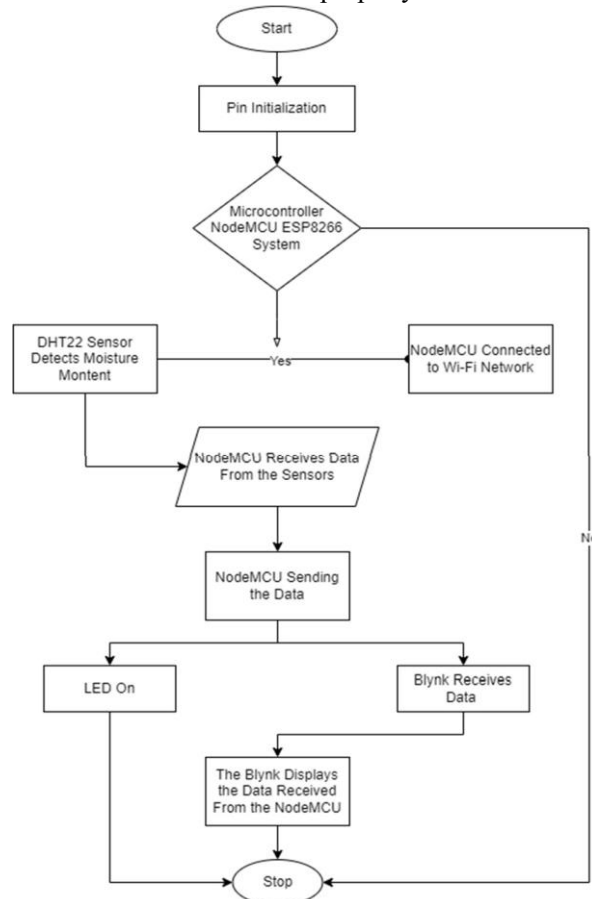 Start
Pin Initialization
Microcontroller
NodeMCU ESP8266
System
DHT22 Sensor
Detects Moisture
Montent
Yes
NodeMCU Connected
to Wi-Fi Network
NodeMCU Receives Data
From the Sensors
No
NodeMCU Sending
the Data
LED On
Blynk Receives
Data
The Blynk Displays
the Data Received
From the NodeMCU
Stop